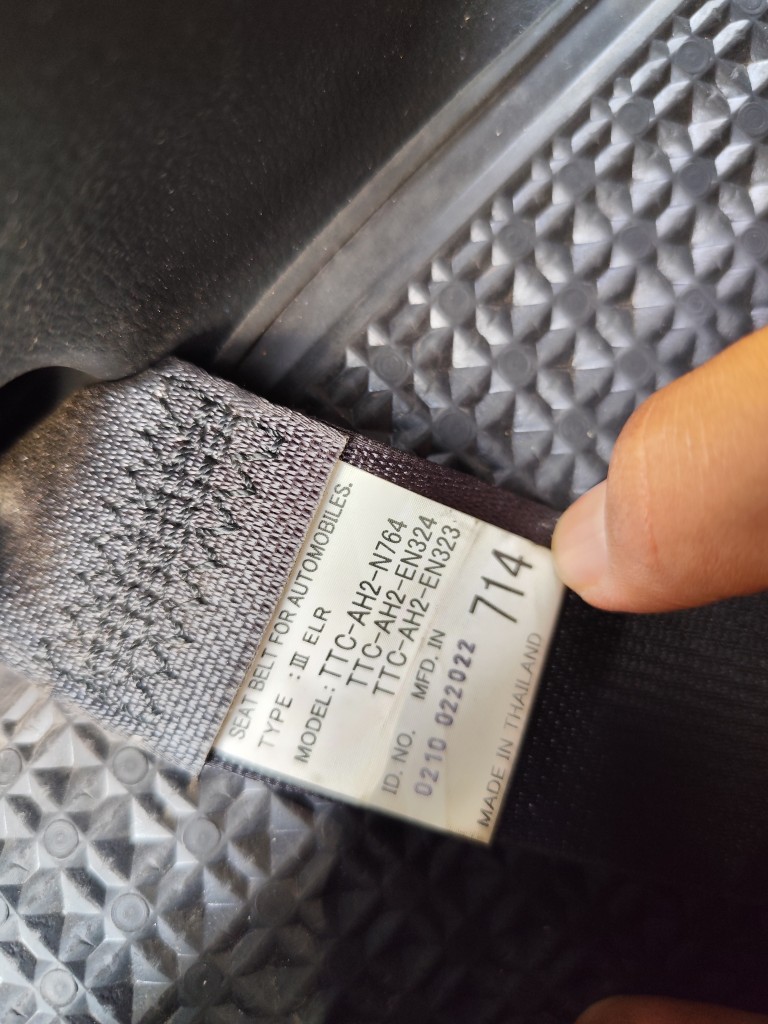 SEAT BELT FOR AUTOMOBILES.
TYPE : III ELR
MODEL: TTC-AH2-N764
TTC-AH2-EN324
TTC-AH2-EN323
ID. NO. MFD. IN
0210 022022 714
MADE IN THAILAND